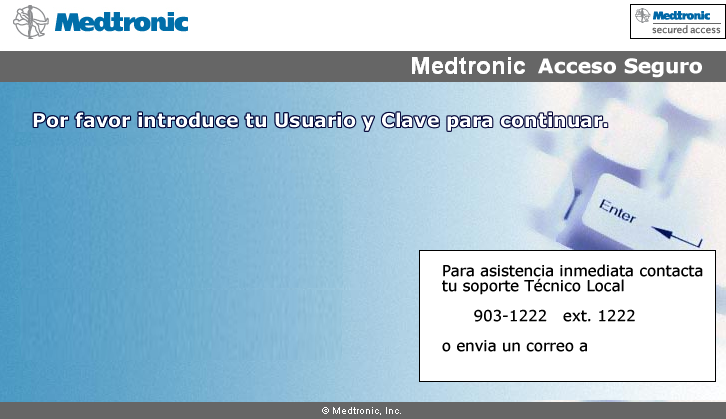 Medtronic
Medtronic
secured access
Medtronic Acceso Seguro
Por favor introduce tu Usuario y Clave para continuar.
Enter
Para asistencia inmediata contacta
tu soporte Técnico Local
903-1222 ext. 1222
o envia un correo a
© Medtronic, Inc.